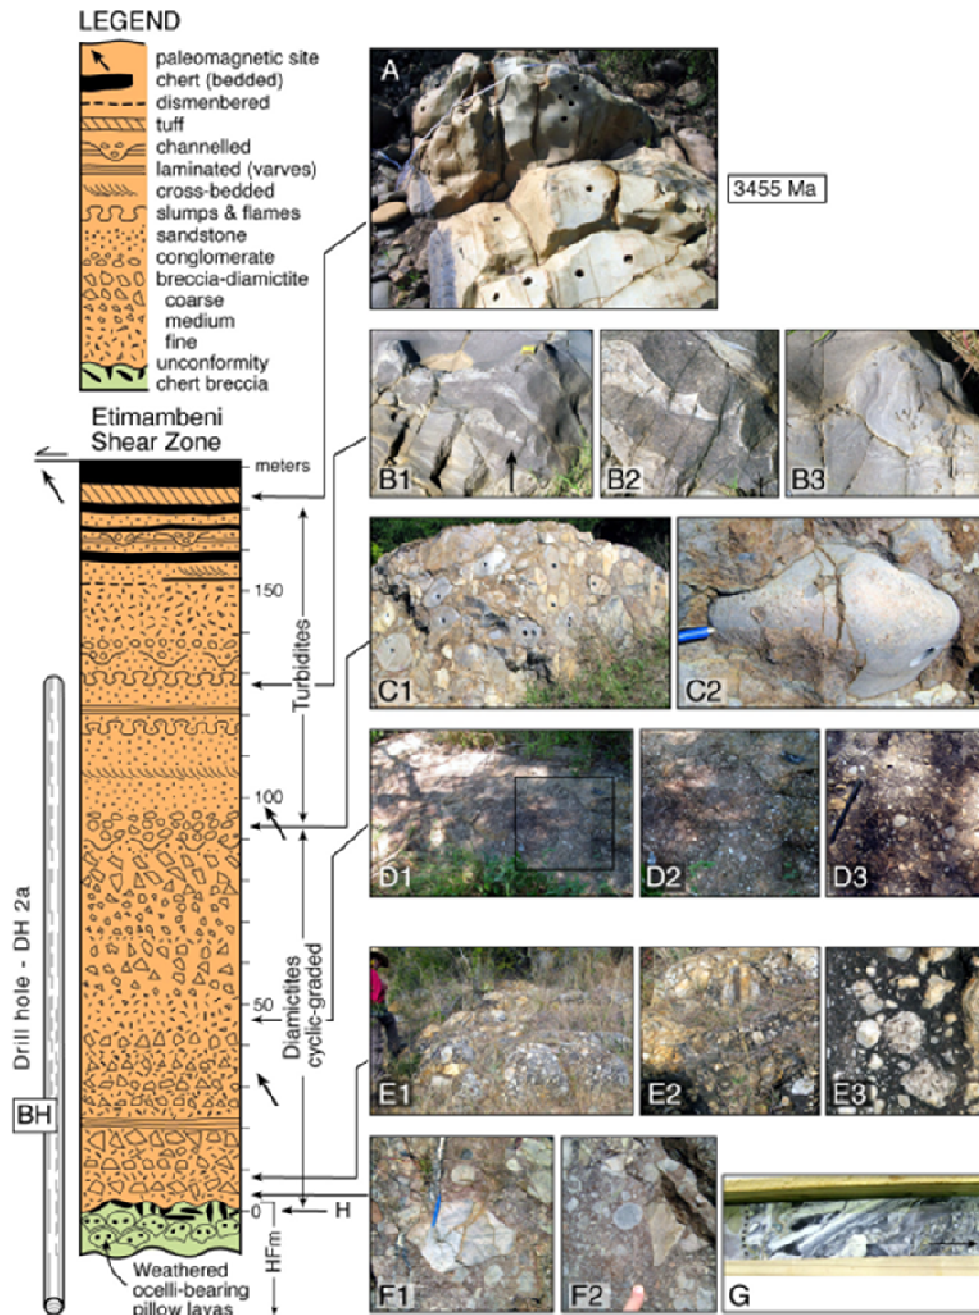 LEGEND
paleomagnetic site
chert (bedded)
dismenbered
tuff
channelled
laminated (varves)
cross-bedded
slumps & flames
sandstone
conglomerate
breccia-diamictite
coarse
medium
fine
unconformity
chert breccia
Etimambeni
Shear Zone
meters
150
100
50
0
Turbidites
Diamictites
cyclic-graded
H
HFm
Drill hole - DH 2a
BH
Weathered
ocelli-bearing
pillow lavas
A
3455 Ma
B1
B2
B3
C1
C2
D1
D2
D3
E1
E2
E3
F1
F2
G